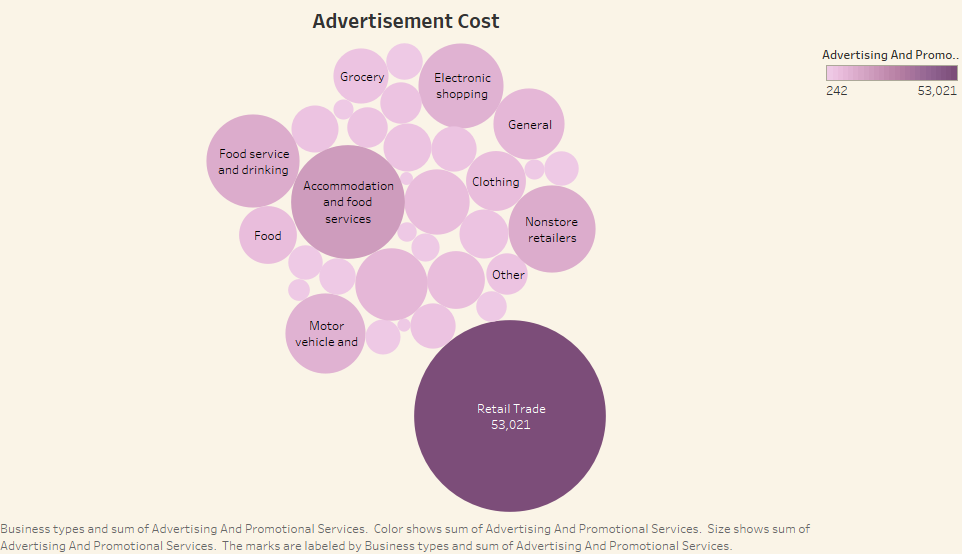 Advertisement Cost
Advertising And Promo..
242 53,021
Grocery
Electronic
shopping
General
Food service
and drinking
Accommodation
and food
services
Clothing
Food
Nonstore
retailers
Other
Motor
vehicle and
Retail Trade
53,021
Business types and sum of Advertising And Promotional Services. Color shows sum of Advertising And Promotional Services. Size shows sum of
Advertising And Promotional Services. The marks are labeled by Business types and sum of Advertising And Promotional Services.